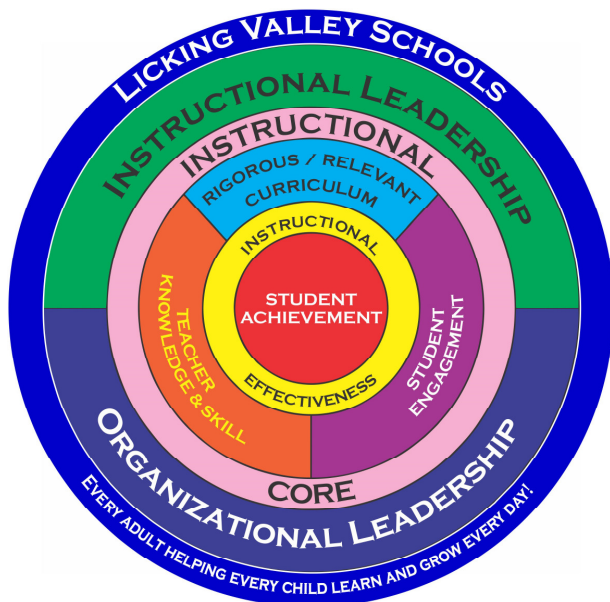 LICKING VALLEY SCHOOLS
INSTRUCTIONAL LEADERSHIP
INSTRUCTIONAL
RIGOROUS / RELEVANT
CURRICULUM
INSTRUCTIONAL
STUDENT
ACHIEVEMENT
EFFECTIVENESS
TEACHER
KNOWLEDGE & SKILL
STUDENT
ENGAGEMENT
CORE
ORGANIZATIONAL LEADERSHIP
EVERY ADULT HELPING EVERY CHILD LEARN AND GROW EVERY DAY!